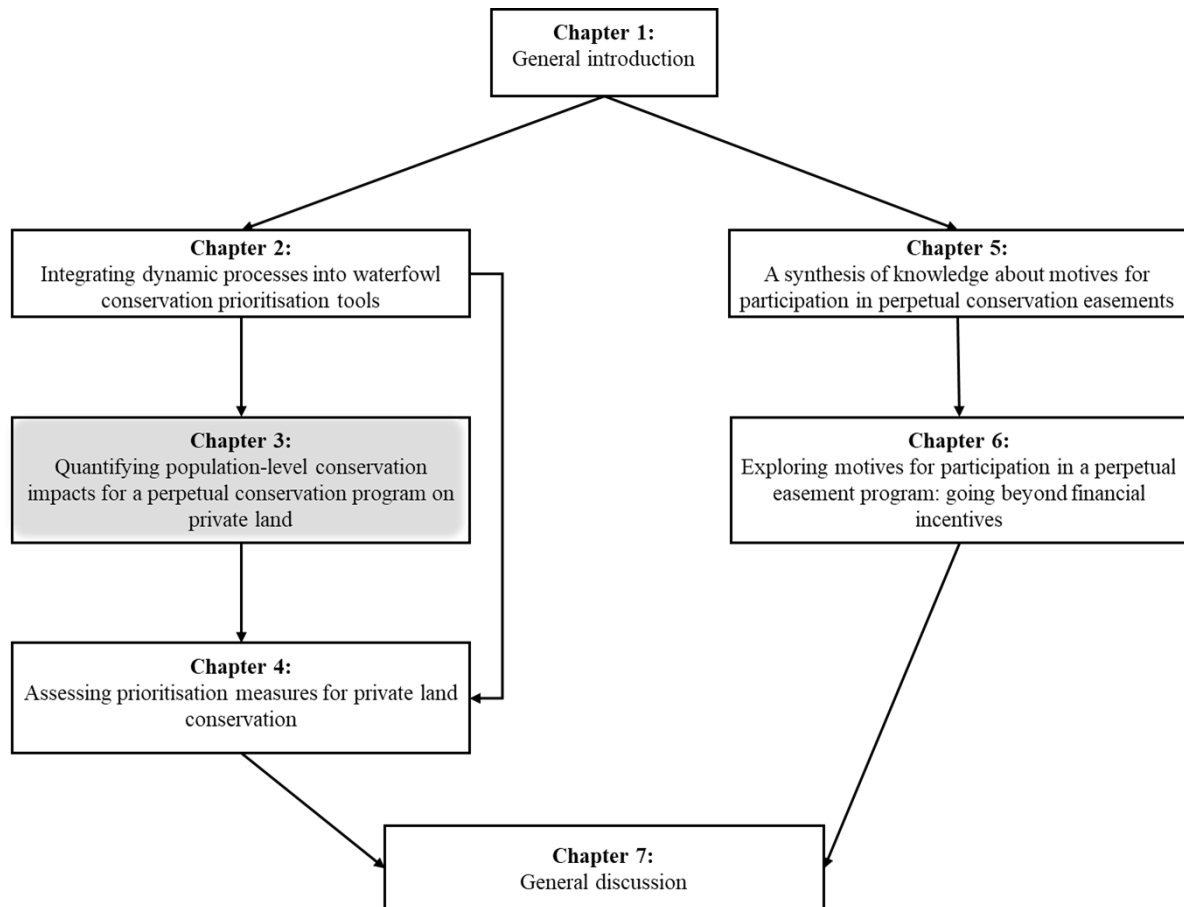 Chapter 1:
General introduction
Chapter 2:
Integrating dynamic processes into waterfowl
conservation prioritisation tools
Chapter 5:
A synthesis of knowledge about motives for
participation in perpetual conservation easements
Chapter 3:
Quantifying population-level conservation
impacts for a perpetual conservation program on
private land
Chapter 6:
Exploring motives for participation in a perpetual
easement program: going beyond financial
incentives
Chapter 4:
Assessing prioritisation measures for private land
conservation
Chapter 7:
General discussion